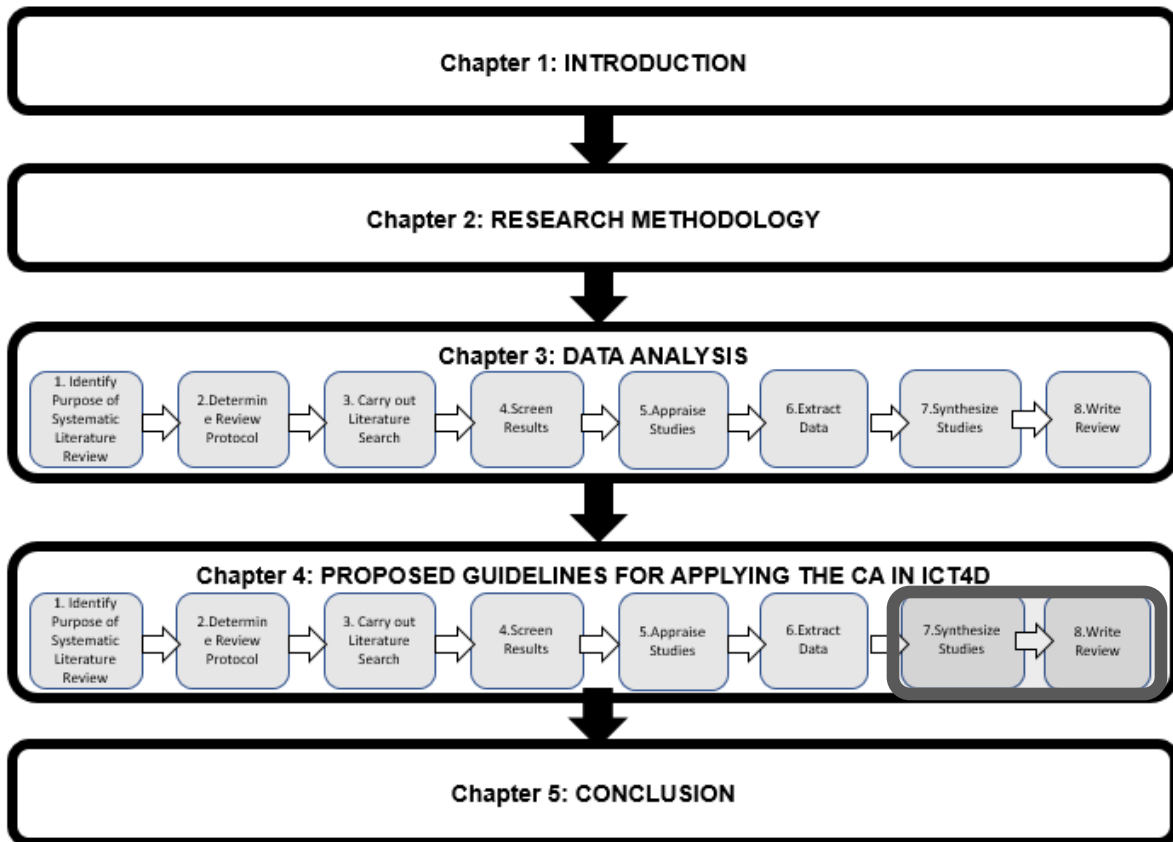 Chapter 1: INTRODUCTION
Chapter 2: RESEARCH METHODOLOGY
Chapter 3: DATA ANALYSIS
1. Identify
Purpose of
Systematic
Literature
Review
2.Determin
e Review
Protocol
3. Carry out
Literature
Search
4.Screen
Results
5.Appraise
Studies
6.Extract
Data
7.Synthesize
Studies
8.Write
Review
Chapter 4: PROPOSED GUIDELINES FOR APPLYING THE CA IN ICT4D
1. Identify
Purpose of
Systematic
Literature
Review
2.Determin
e Review
Protocol
3. Carry out
Literature
Search
4.Screen
Results
5.Appraise
Studies
6.Extract
Data
7.Synthesize
Studies
8.Write
Review
Chapter 5: CONCLUSION